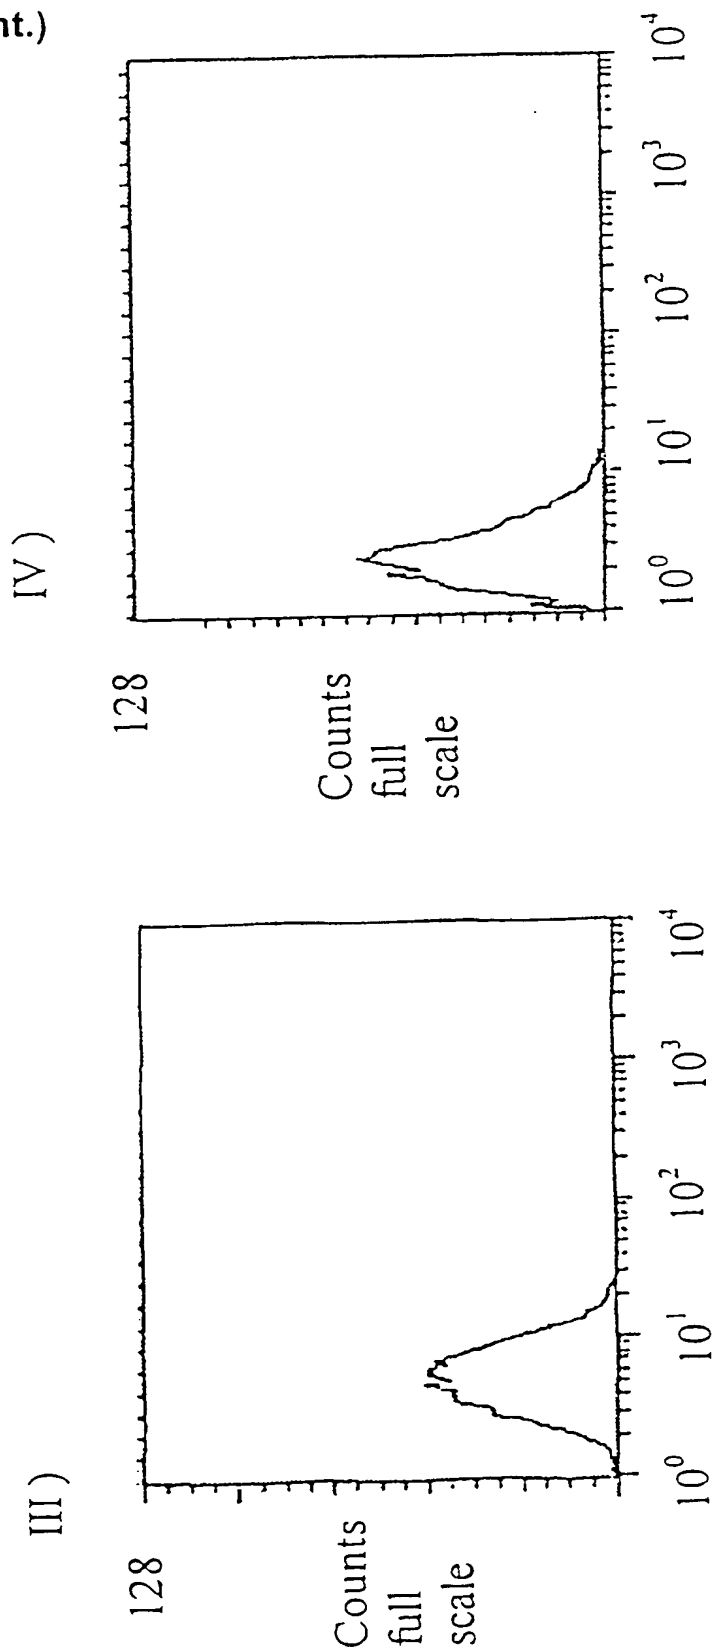 nt.)
III )
128
Counts
full
scale
10⁰ 10¹ 10² 10³ 10⁴
IV )
128
Counts
full
scale
10⁰ 10¹ 10² 10³ 10⁴